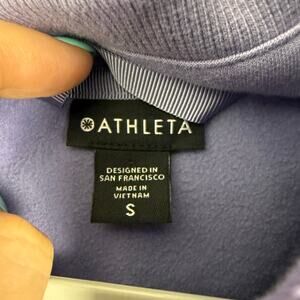 ATHLETA
DESIGNED IN
SAN FRANCISCO
MADE IN
VIETNAM
S